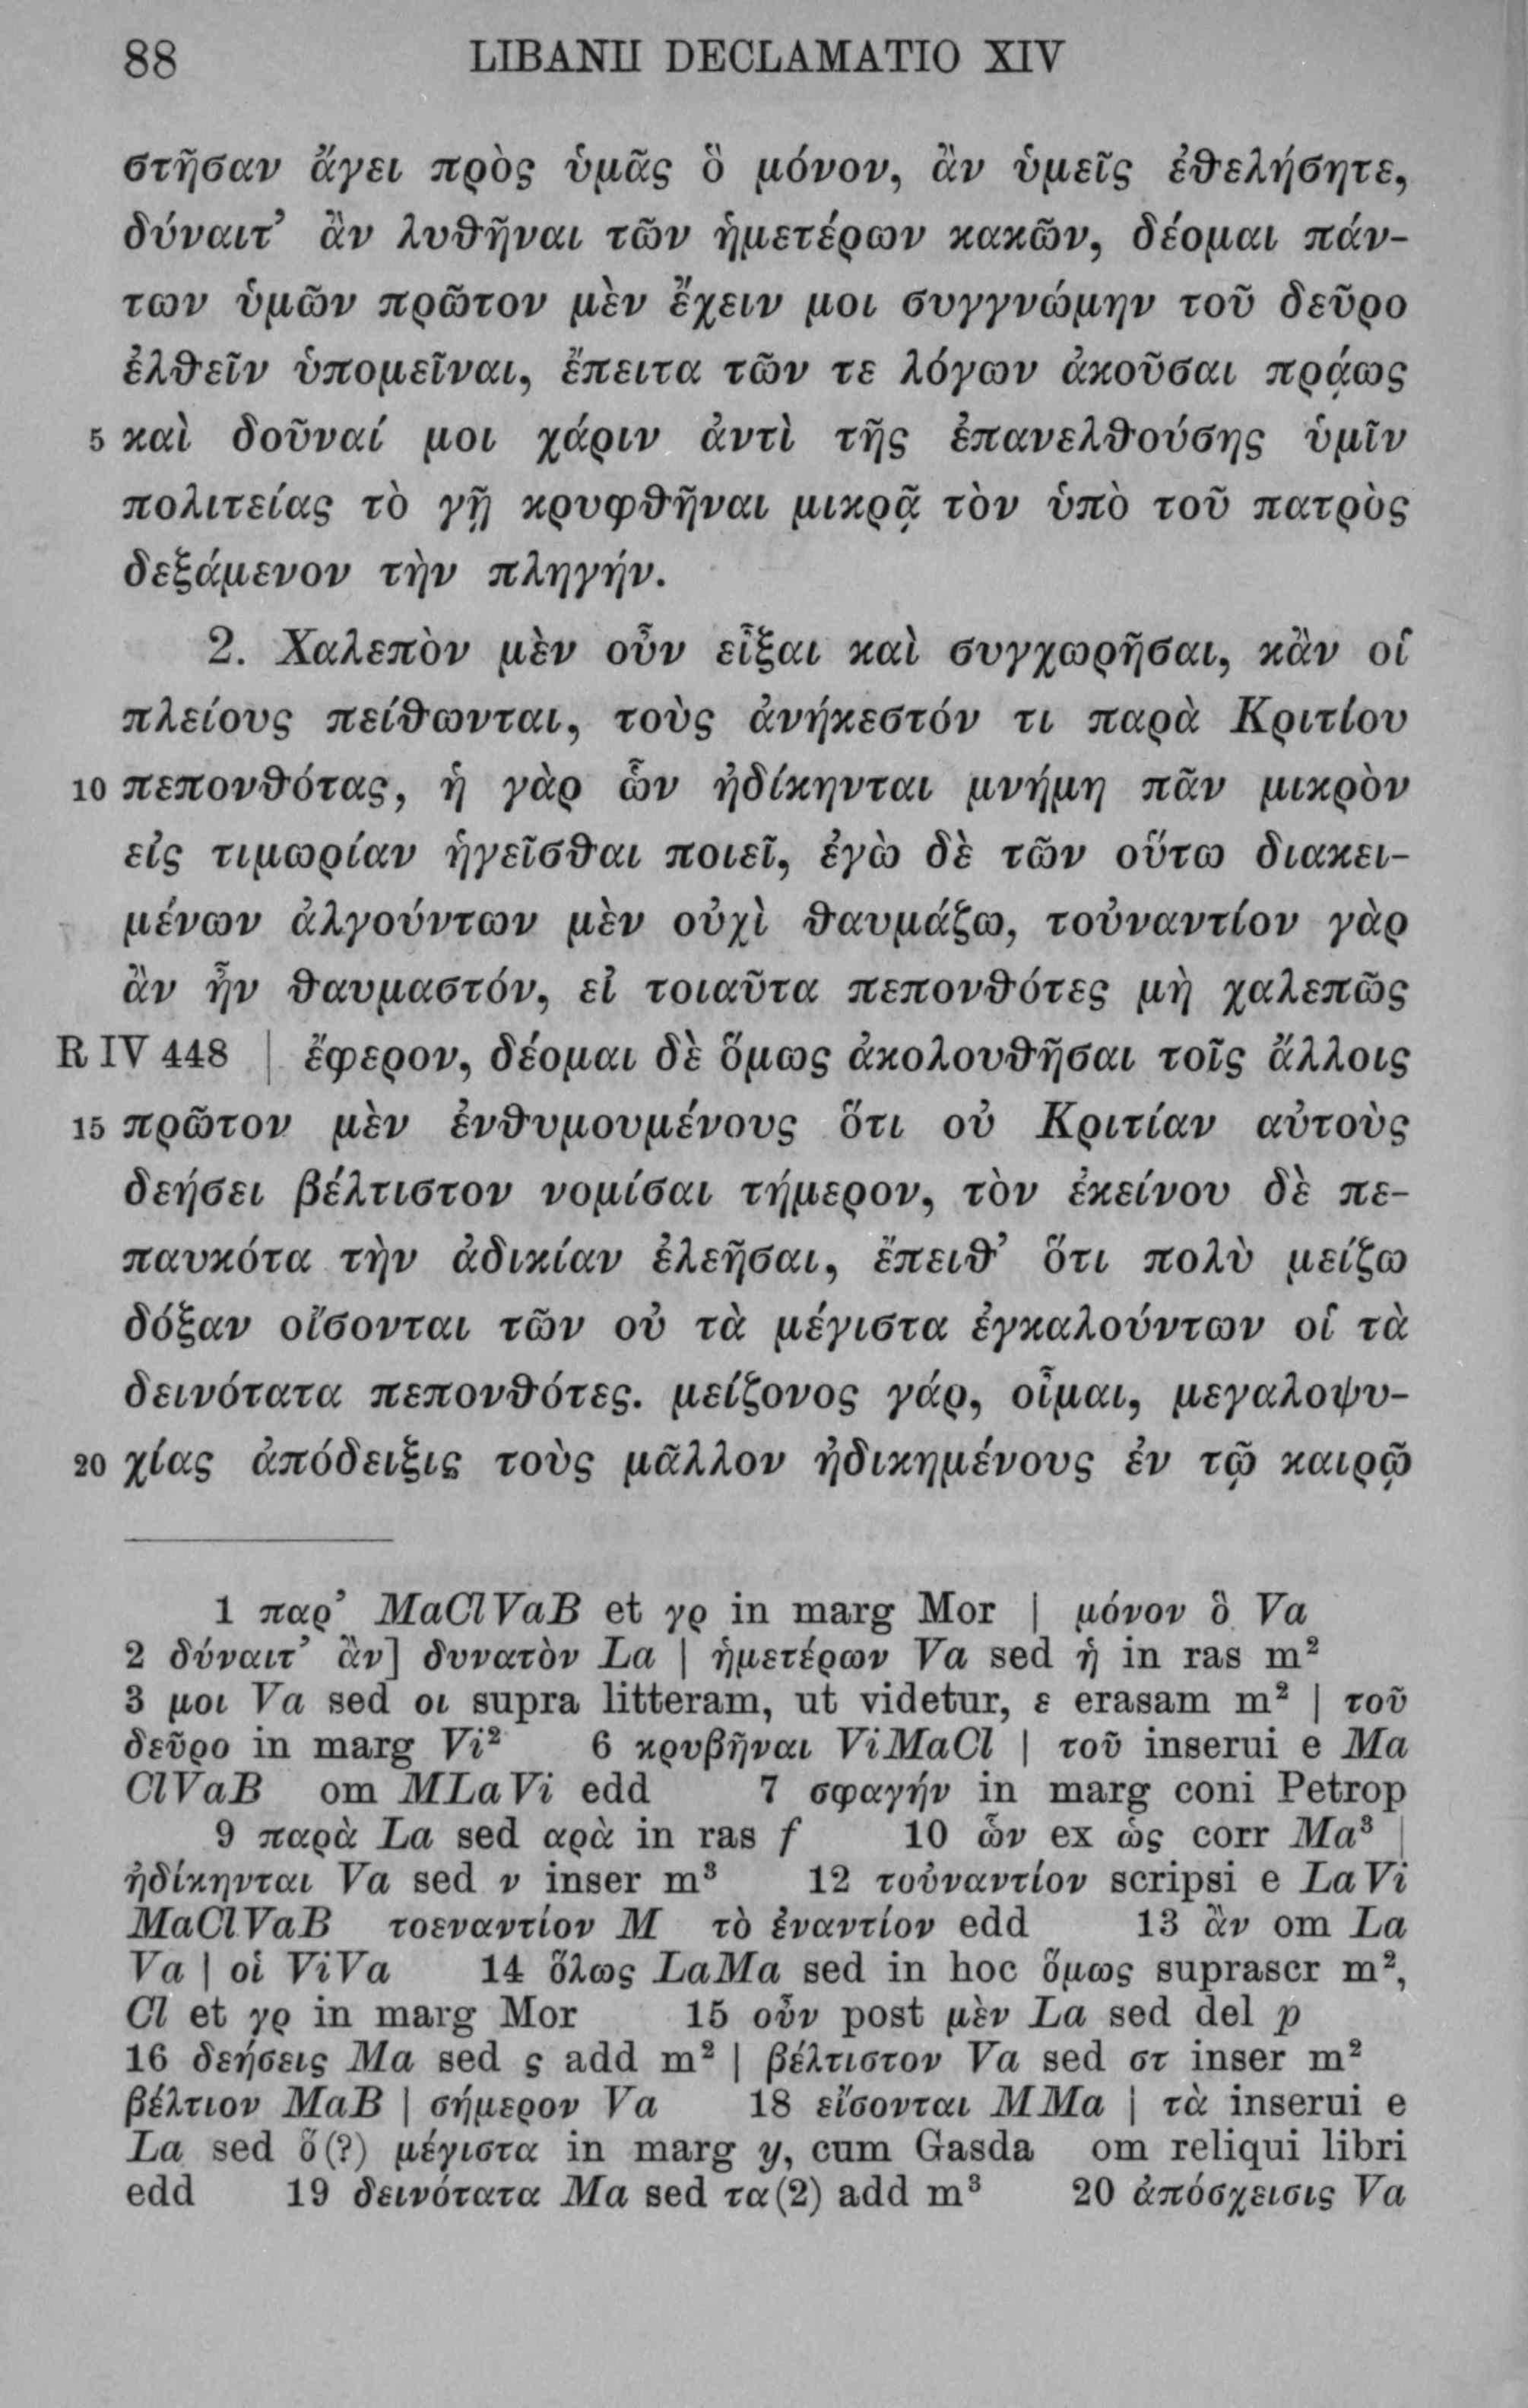 88 LIBANII DECLAMATIO XIV
στῆσαν ἄγει πρὸς ὑμᾶς ὃ μόνον, ἂν ὑμεῖς ἐθελήσητε,
δύναιτ’ ἂν λυθῆναι τῶν ἡμετέρων κακῶν, δέομαι πάν-
των ὑμῶν πρῶτον μὲν ἔχειν μοι συγγνώμην τοῦ δεῦρο
ἐλθεῖν ὑπομεῖναι, ἔπειτα τῶν τε λόγων ἀκοῦσαι πράως
5 καὶ δοῦναί μοι χάριν ἀντὶ τῆς ἐπανελθούσης ὑμῖν
πολιτείας τὸ γῇ κρυφθῆναι μικρᾷ τὸν ὑπὸ τοῦ πατρὸς
δεξάμενον τὴν πληγήν.
2. Χαλεπὸν μὲν οὖν εἶξαι καὶ συγχωρῆσαι, κἂν οἱ
πλείους πείθωνται, τοὺς ἀνήκεστόν τι παρὰ Κριτίου
10 πεπονθότας, ἡ γὰρ ὧν ἠδίκηνται μνήμη πᾶν μικρὸν
εἰς τιμωρίαν ἡγεῖσθαι ποιεῖ, ἐγὼ δὲ τῶν οὕτω διακει-
μένων ἀλγούντων μὲν οὐχὶ θαυμάζω, τοὐναντίον γὰρ
ἂν ἦν θαυμαστόν, εἰ τοιαῦτα πεπονθότες μὴ χαλεπῶς
R IV 448 | ἔφερον, δέομαι δὲ ὅμως ἀκολουθῆσαι τοῖς ἄλλοις
15 πρῶτον μὲν ἐνθυμουμένους ὅτι οὐ Κριτίαν αὐτοὺς
δεήσει βέλτιστον νομίσαι τήμερον, τὸν ἐκείνου δὲ πε-
παυκότα τὴν ἀδικίαν ἐλεῆσαι, ἔπειθ’ ὅτι πολὺ μείζω
δόξαν οἴσονται τῶν οὐ τὰ μέγιστα ἐγκαλούντων οἱ τὰ
δεινότατα πεπονθότες. μείζονος γάρ, οἶμαι, μεγαλοψυ-
20 χίας ἀπόδειξις τοὺς μᾶλλον ἠδικημένους ἐν τῷ καιρῷ
1 παρ’ MaClVaB et γρ in marg Mor | μόνον ὃ Va
2 δύναιτ’ ἂν] δυνατὸν La | ἡμετέρων Va sed ἡ in ras m²
3 μοι Va sed οι supra litteram, ut videtur, ε erasam m² | τοῦ
δεῦρο in marg Vi² 6 κρυβῆναι ViMaCl | τοῦ inserui e Ma
ClVaB om MLaVi edd 7 σφαγήν in marg coni Petrop
9 παρὰ La sed αρὰ in ras f 10 ὧν ex ὡς corr Ma³ |
ἠδίκηνται Va sed ν inser m³ 12 τοὐναντίον scripsi e LaVi
MaClVaB τοεναντίον M τὸ ἐναντίον edd 13 ἂν om La
Va | οἱ ViVa 14 ὅλως LaMa sed in hoc ὅμως suprascr m²,
Cl et γρ in marg Mor 15 οὖν post μὲν La sed del p
16 δεήσεις Ma sed ς add m² | βέλτιστον Va sed στ inser m²
βέλτιον MaB | σήμερον Va 18 εἴσονται MMa | τὰ inserui e
La sed ὅ(?) μέγιστα in marg y, cum Gasda om reliqui libri
edd 19 δεινότατα Ma sed τα(2) add m³ 20 ἀπόσχεισις Va